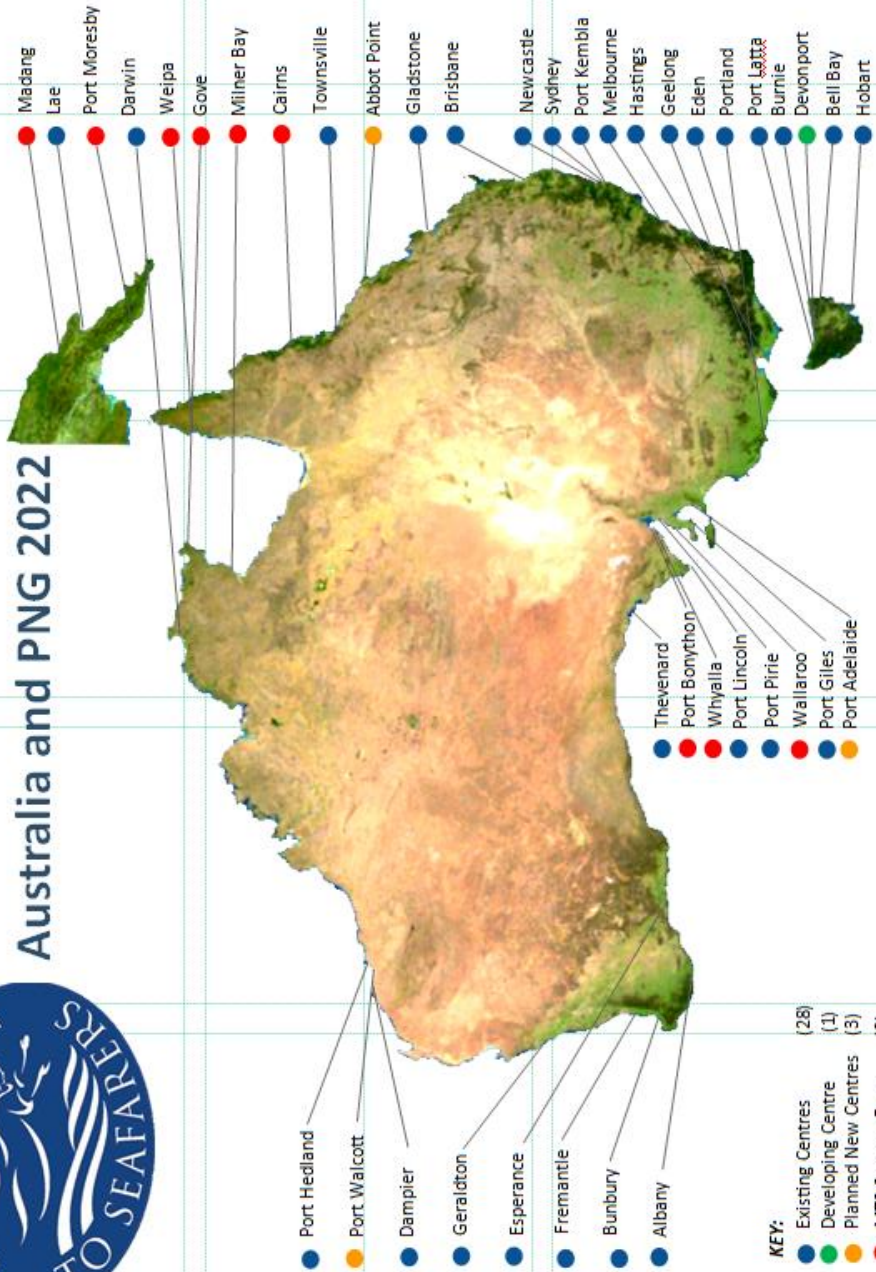 Australia and PNG 2022
TO SEAFARERS
Madang
Lae
Port Moresby
Darwin
Weipa
Gove
Milner Bay
Cairns
Townsville
Abbot Point
Gladstone
Brisbane
Newcastle
Sydney
Port Kembla
Melbourne
Hastings
Geelong
Eden
Portland
Port Latta
Burnie
Devonport
Bell Bay
Hobart
Port Hedland
Port Walcott
Dampier
Geraldton
Esperance
Fremantle
Bunbury
Albany
Thevenard
Port Bonython
Whyalla
Port Lincoln
Port Pirie
Wallaroo
Port Giles
Port Adelaide
KEY:
Existing Centres (28)
Developing Centre (1)
Planned New Centres (3)